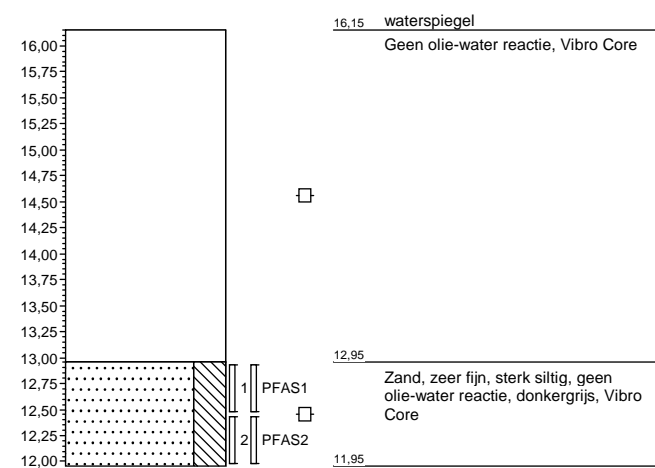 16,15 waterspiegel
16,00
Geen olie-water reactie, Vibro Core
15,75
15,50
15,25
15,00
14,75
14,50
14,25
14,00
13,75
13,50
13,25
13,00
12,95
12,75
1 PFAS1
Zand, zeer fijn, sterk siltig, geen
olie-water reactie, donkergrijs, Vibro
Core
12,50
12,25
2 PFAS2
12,00
11,95